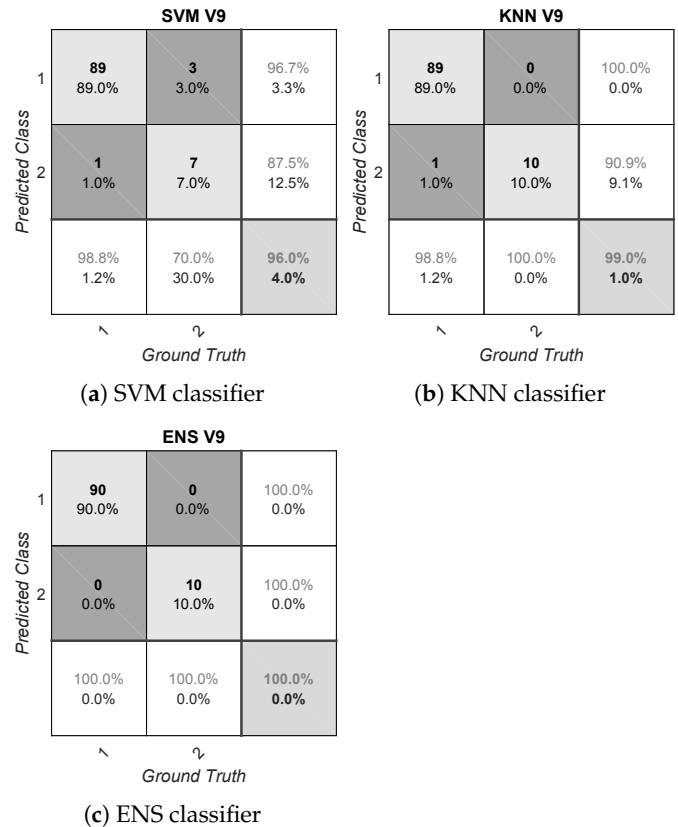 SVM V9
1 89 3 96.7%
89.0% 3.0% 3.3%
2 1 7 87.5%
1.0% 7.0% 12.5%
98.8% 70.0% 96.0%
1.2% 30.0% 4.0%
1 2
Predicted Class
Ground Truth
(a) SVM classifier
KNN V9
1 89 0 100.0%
89.0% 0.0% 0.0%
2 1 10 90.9%
1.0% 10.0% 9.1%
98.8% 100.0% 99.0%
1.2% 0.0% 1.0%
1 2
Predicted Class
Ground Truth
(b) KNN classifier
ENS V9
1 90 0 100.0%
90.0% 0.0% 0.0%
2 0 10 100.0%
0.0% 10.0% 0.0%
100.0% 100.0% 100.0%
0.0% 0.0% 0.0%
1 2
Predicted Class
Ground Truth
(c) ENS classifier